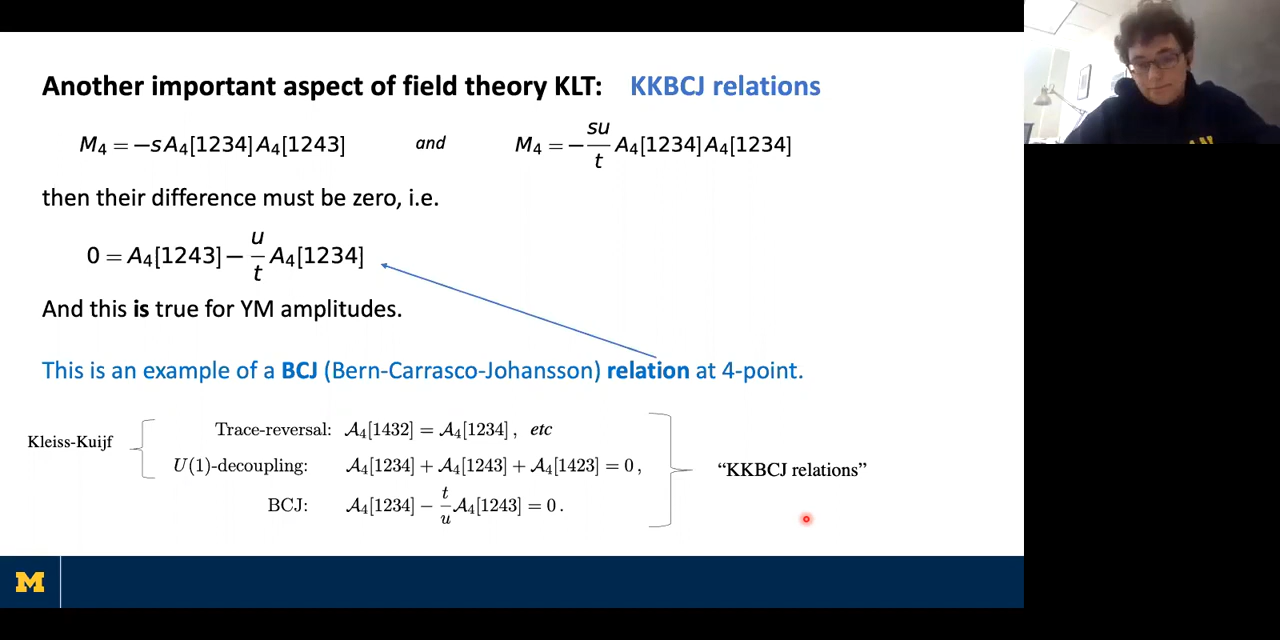 Another important aspect of field theory KLT: KKBCJ relations
M₄ = −s A₄[1234] A₄[1243] and M₄ = − su/t A₄[1234] A₄[1234]
then their difference must be zero, i.e.
0 = A₄[1243] − u/t A₄[1234]
And this is true for YM amplitudes.
This is an example of a BCJ (Bern-Carrasco-Johansson) relation at 4-point.
Kleiss-Kuijf
Trace-reversal: 𝒜₄[1432] = 𝒜₄[1234] , etc
U(1)-decoupling: 𝒜₄[1234] + 𝒜₄[1243] + 𝒜₄[1423] = 0 ,
BCJ: 𝒜₄[1234] − t/u 𝒜₄[1243] = 0 .
“KKBCJ relations”
M